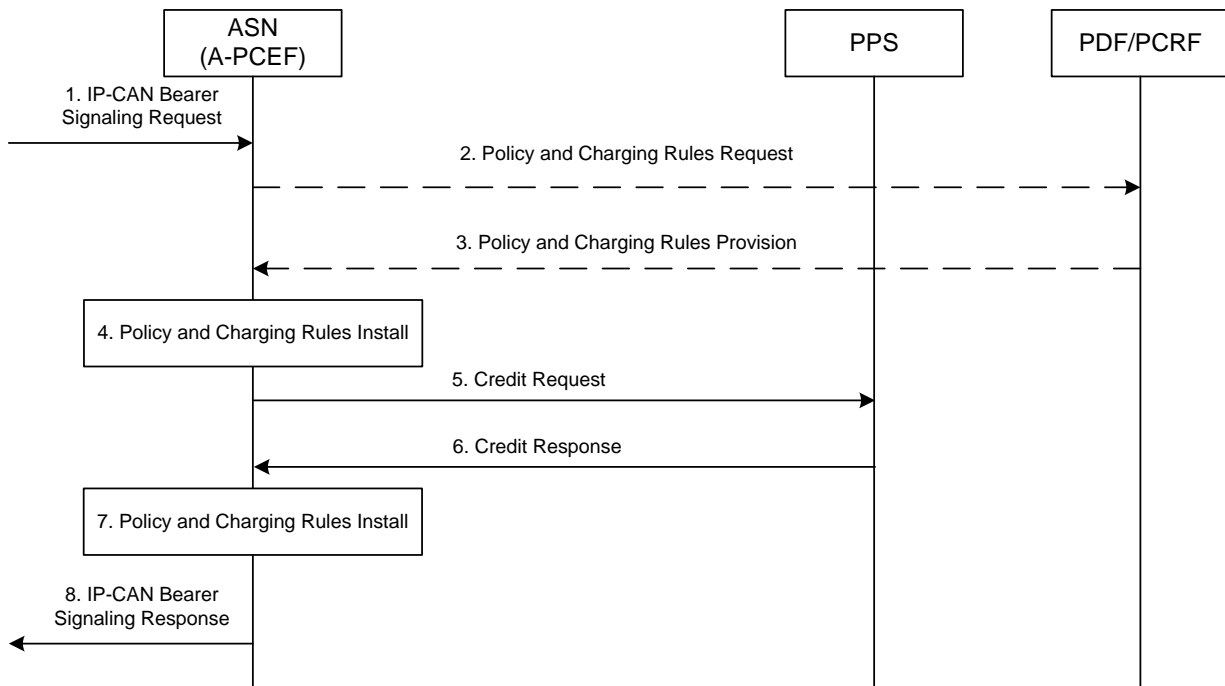 ASN
(A-PCEF)
PPS
PDF/PCRF
1. IP-CAN Bearer
Signaling Request
2. Policy and Charging Rules Request
3. Policy and Charging Rules Provision
4. Policy and Charging Rules Install
5. Credit Request
6. Credit Response
7. Policy and Charging Rules Install
8. IP-CAN Bearer
Signaling Response